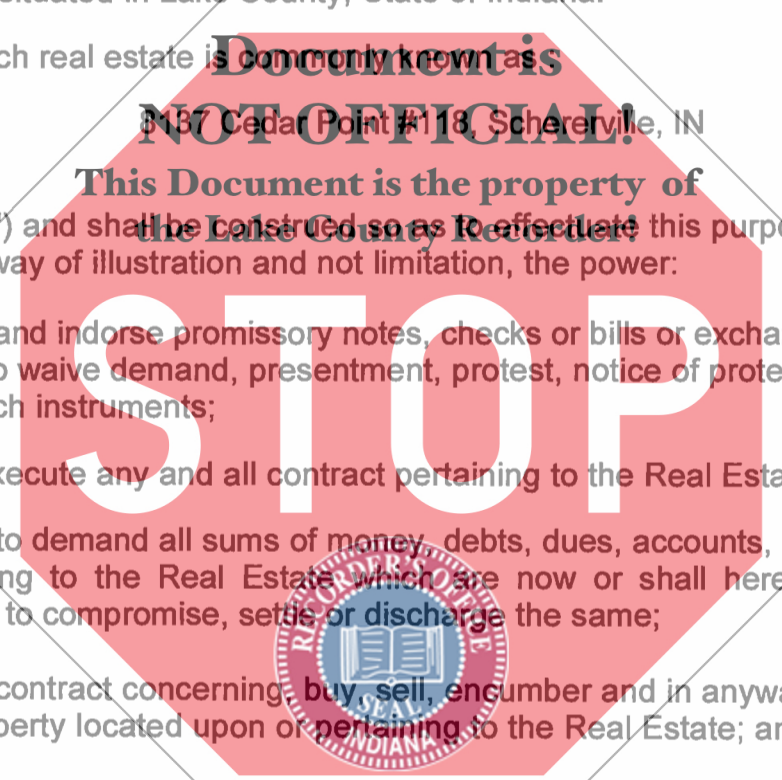 situated in Lake County, State of Indiana.
ch real estate is commonly known as :
Document is
8137 Cedar Point #118, Schererville, IN
NOT OFFICIAL!
This Document is the property of
the Lake County Recorder!
") and shall be construed so as to effectuate this purpo
way of illustration and not limitation, the power:
and indorse promissory notes, checks or bills or excha
o waive demand, presentment, protest, notice of prote
ch instruments;
STOP
xecute any and all contract pertaining to the Real Esta
to demand all sums of money, debts, dues, accounts,
ng to the Real Estate which are now or shall here
to compromise, settle or discharge the same;
RECORDER'S OFFICE
SEAL
INDIANA
contract concerning, buy, sell, encumber and in anywa
perty located upon or pertaining to the Real Estate; an